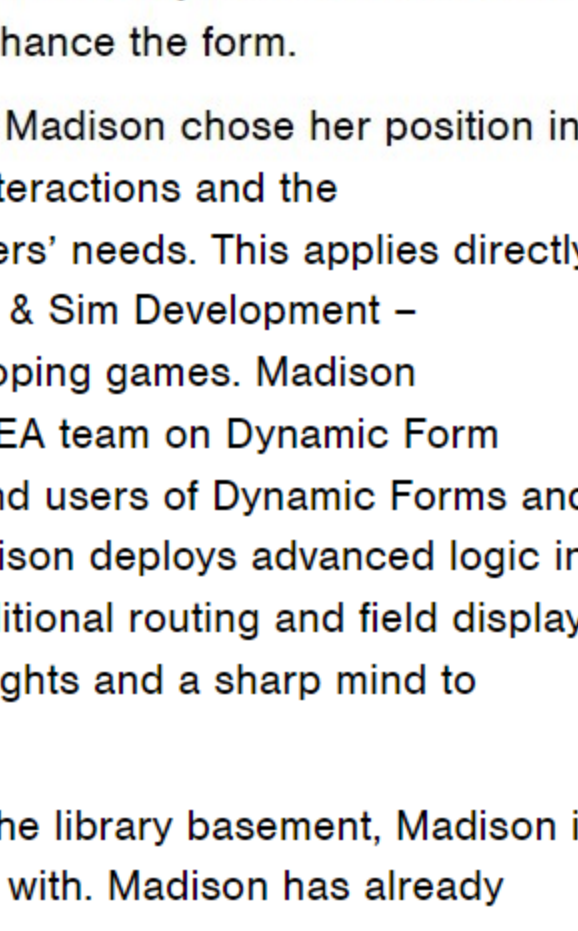 hance the form.
Madison chose her position in
teractions and the
ers’ needs. This applies directly
& Sim Development –
oping games. Madison
EA team on Dynamic Form
nd users of Dynamic Forms and
ison deploys advanced logic in
itional routing and field display
ghts and a sharp mind to
he library basement, Madison i
with. Madison has already